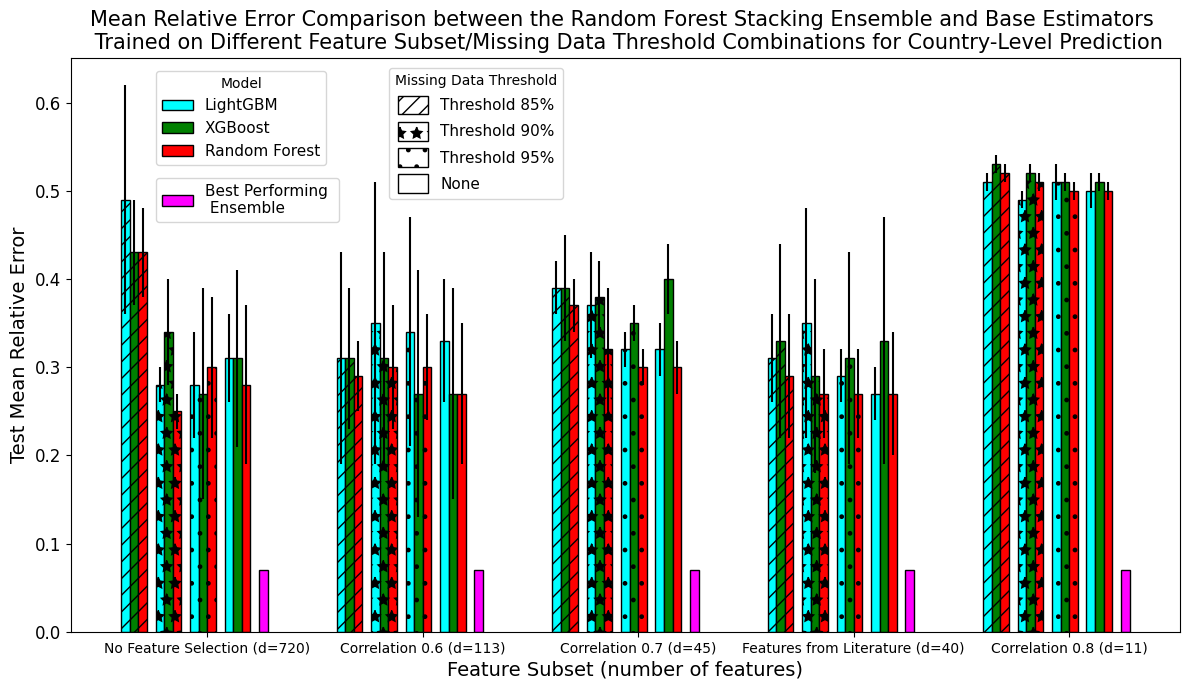 Mean Relative Error Comparison between the Random Forest Stacking Ensemble and Base Estimators
Trained on Different Feature Subset/Missing Data Threshold Combinations for Country-Level Prediction
Model
LightGBM
XGBoost
Random Forest
Best Performing
Ensemble
Missing Data Threshold
Threshold 85%
Threshold 90%
Threshold 95%
None
Test Mean Relative Error
0.6
0.5
0.4
0.3
0.2
0.1
0.0
No Feature Selection (d=720)
Correlation 0.6 (d=113)
Correlation 0.7 (d=45)
Features from Literature (d=40)
Correlation 0.8 (d=11)
Feature Subset (number of features)